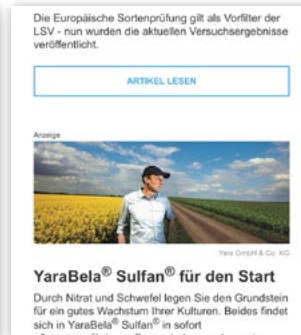 Die Europäische Sortenprüfung gilt als Vorfilter der
LSV - nun wurden die aktuellen Versuchsergebnisse
veröffentlicht.
ARTIKEL LESEN
Anzeige
Yara GmbH & Co. KG
YaraBela® Sulfan® für den Start
Durch Nitrat und Schwefel legen Sie den Grundstein
für ein gutes Wachstum Ihrer Kulturen. Beides findet
sich in YaraBela® Sulfan® in sofort